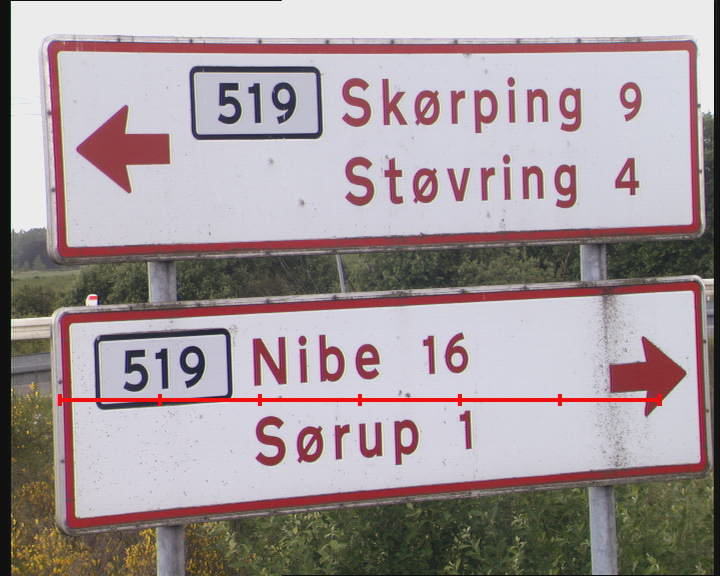 519 Skørping 9
Støvring 4
519 Nibe 16
Sørup 1